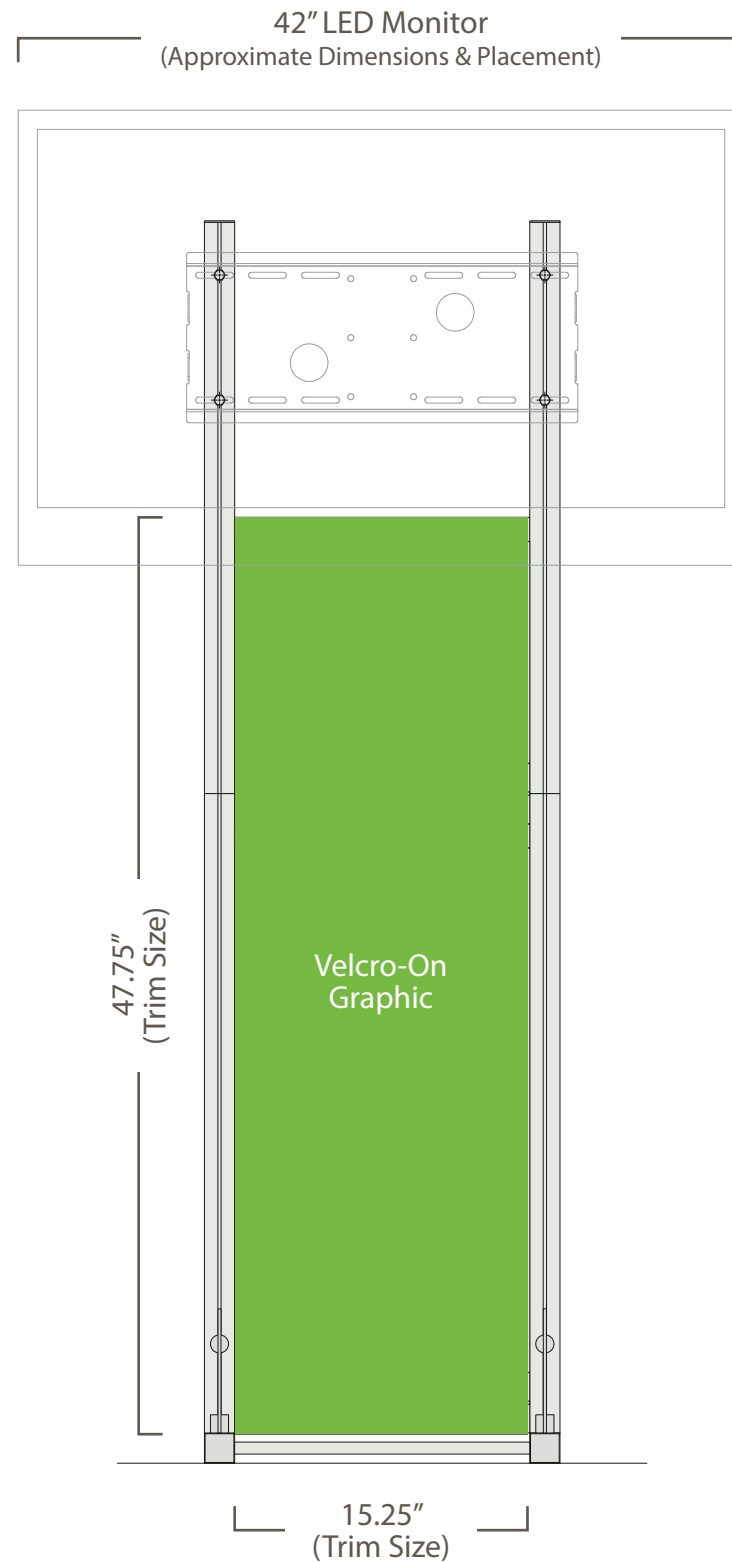 42” LED Monitor
(Approximate Dimensions & Placement)
47.75”
(Trim Size)
Velcro-On
Graphic
15.25”
(Trim Size)